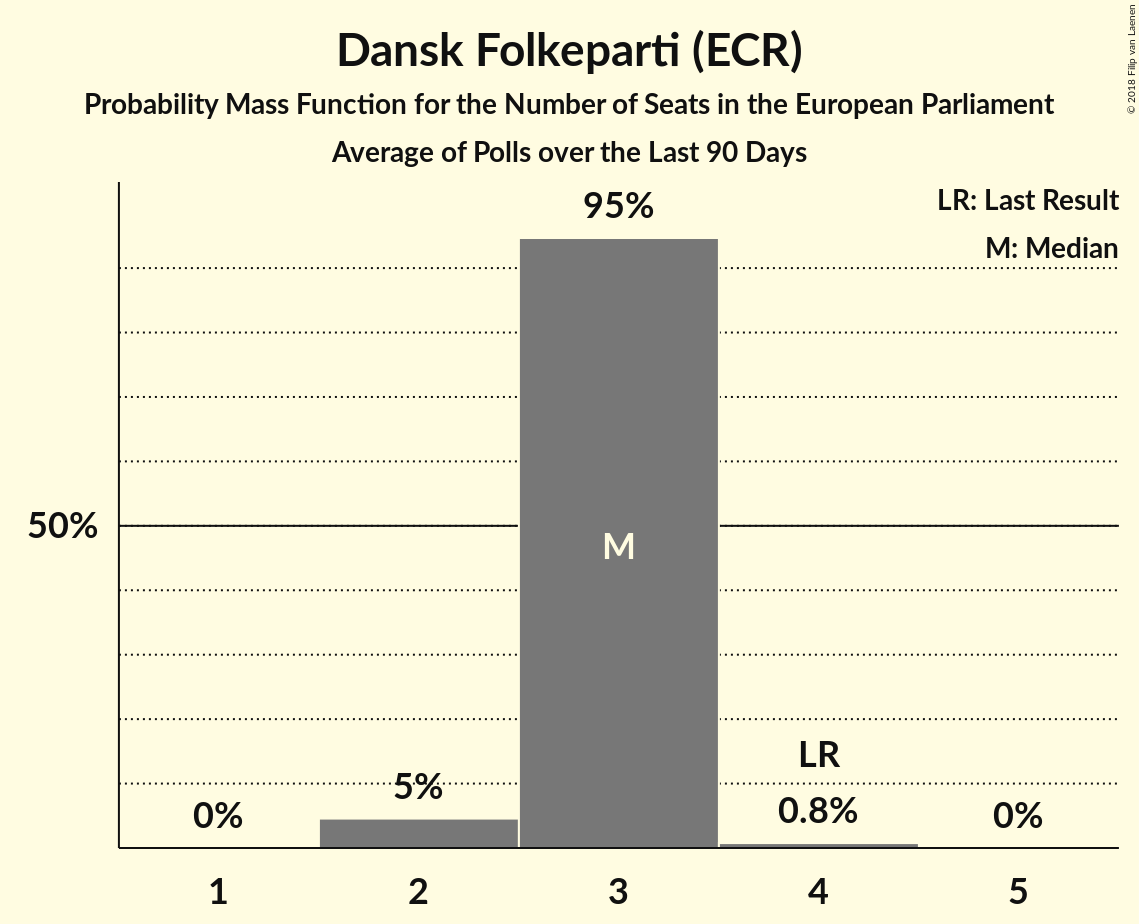 Dansk Folkeparti (ECR)
Probability Mass Function for the Number of Seats in the European Parliament
Average of Polls over the Last 90 Days
© 2018 Filip van Laenen
LR: Last Result
M: Median
95%
50%
M
LR
5%
0.8%
0%
0%
1
2
3
4
5